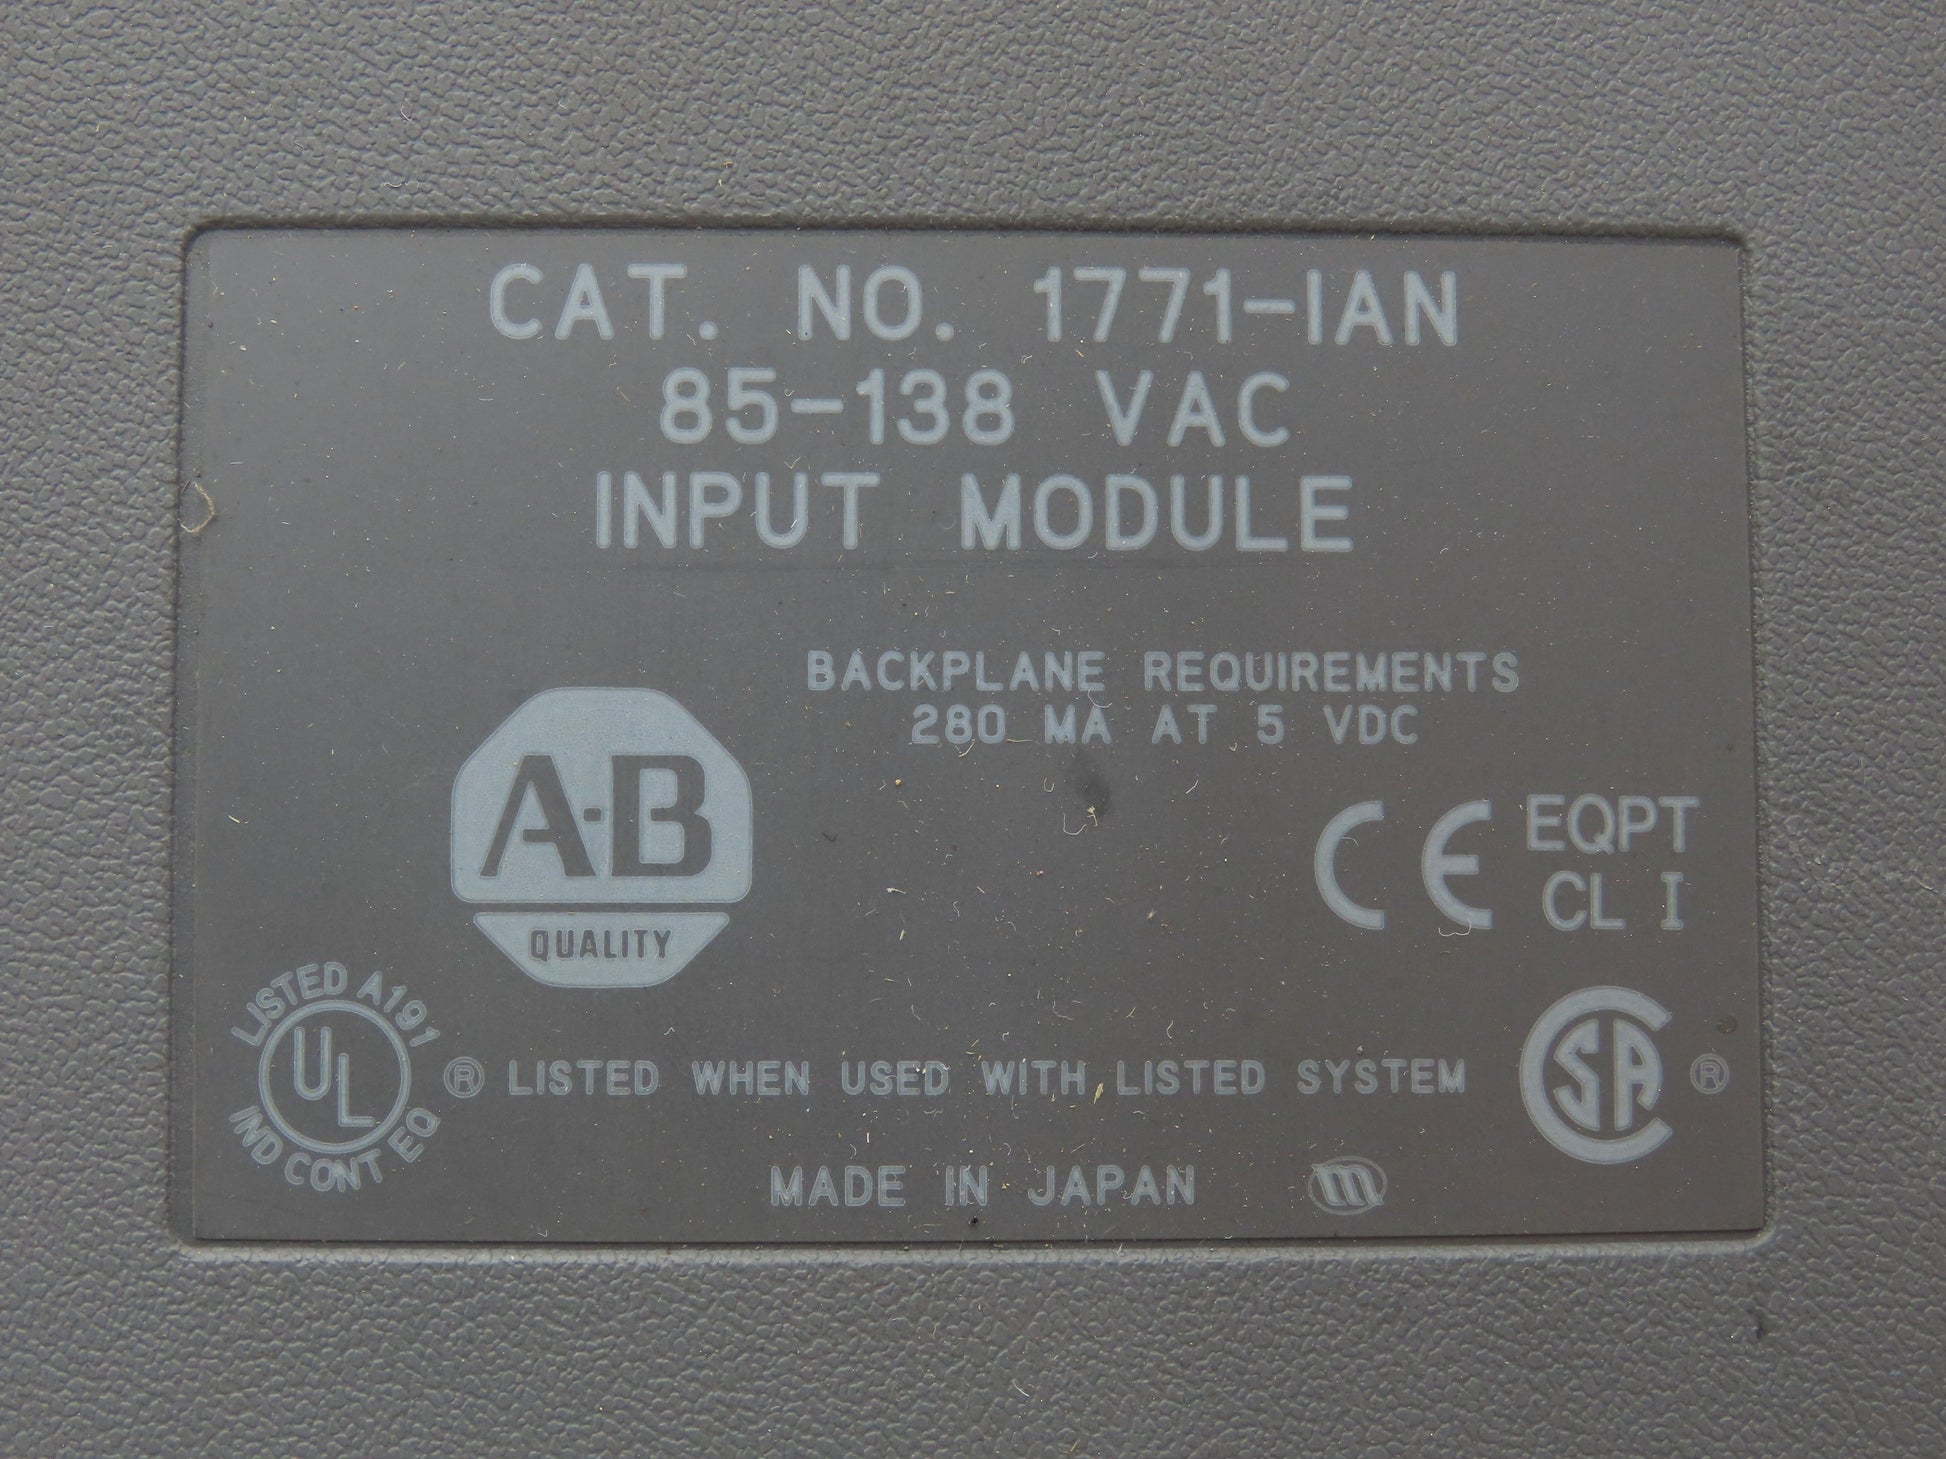 CAT. NO. 1771-IAN
85-138 VAC
INPUT MODULE
BACKPLANE REQUIREMENTS
280 MA AT 5 VDC
A-B
QUALITY
CE EQPT
CL I
LISTED A191
UL
IND CONT EQ
® LISTED WHEN USED WITH LISTED SYSTEM
CSA ®
MADE IN JAPAN